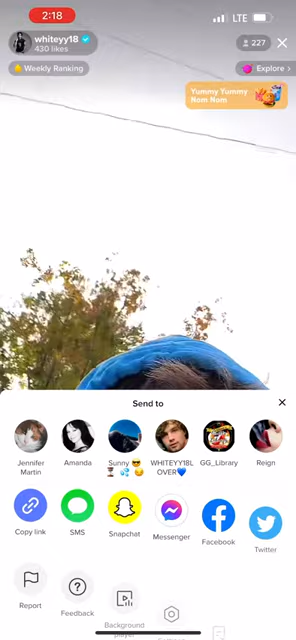 2:18
LTE
whiteyy18
430 likes
227
Weekly Ranking
Explore >
Yummy Yummy
Nom Nom
Send to
Jennifer
Martin
Amanda
Sunny 😎
🍷 💦 😏
WHITEYY18L
OVER💙
GG_Library
Reign
Copy link
SMS
Snapchat
Messenger
Facebook
Twitter
Report
Feedback
Background